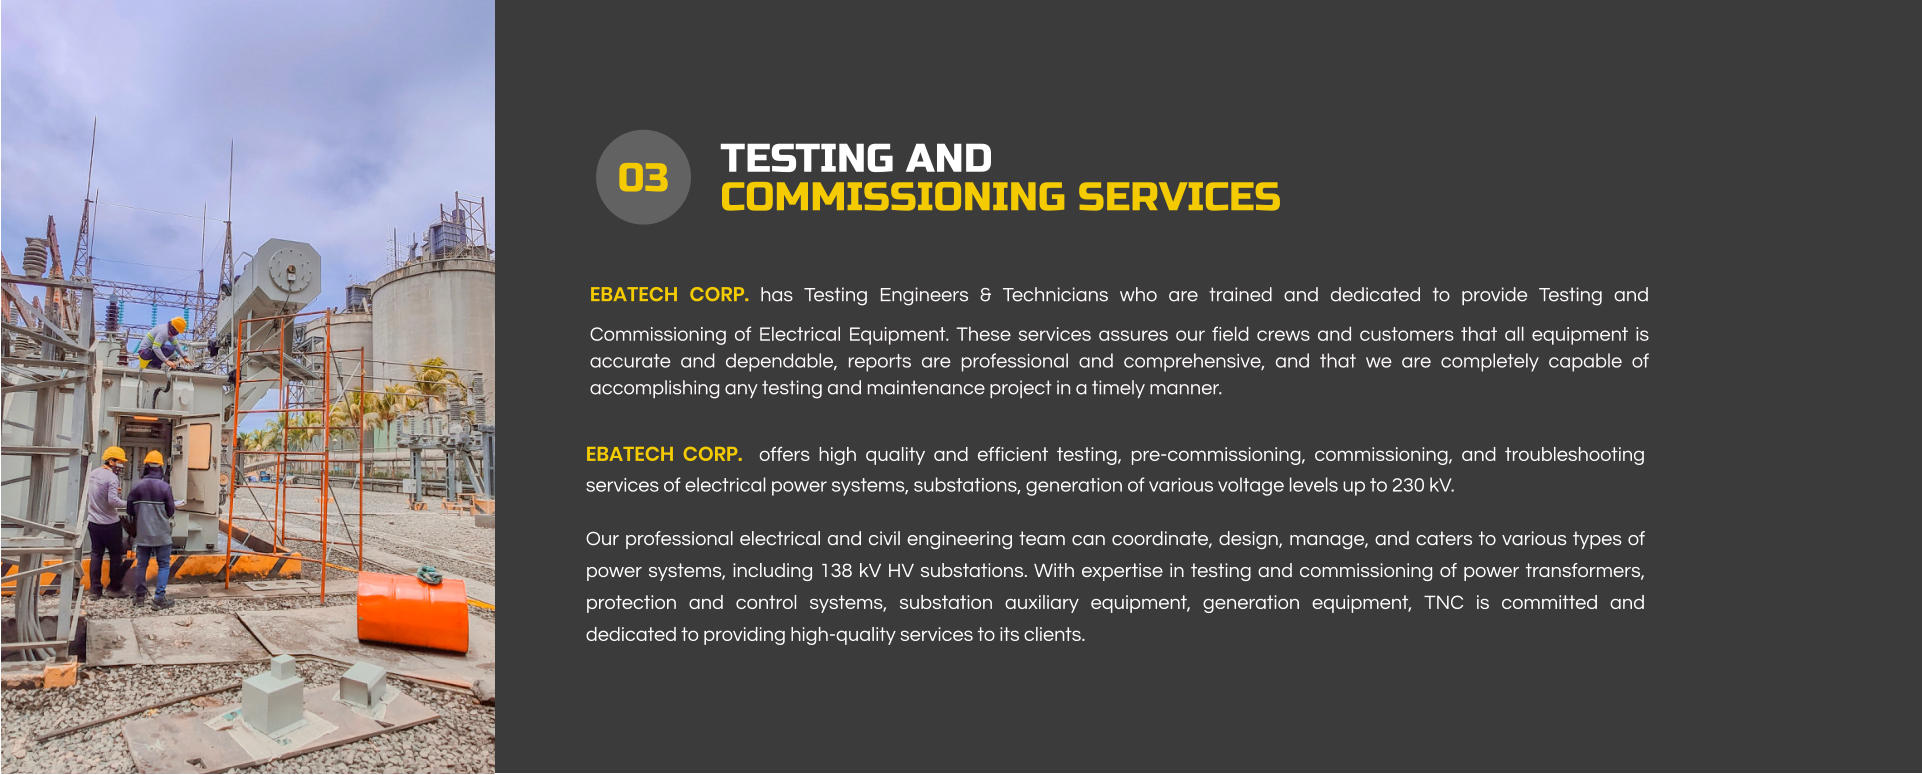 03
TESTING AND
COMMISSIONING SERVICES
EBATECH CORP. has Testing Engineers & Technicians who are trained and dedicated to provide Testing and
Commissioning of Electrical Equipment. These services assures our field crews and customers that all equipment is
accurate and dependable, reports are professional and comprehensive, and that we are completely capable of
accomplishing any testing and maintenance project in a timely manner.
EBATECH CORP. offers high quality and efficient testing, pre-commissioning, commissioning, and troubleshooting
services of electrical power systems, substations, generation of various voltage levels up to 230 kV.
Our professional electrical and civil engineering team can coordinate, design, manage, and caters to various types of
power systems, including 138 kV HV substations. With expertise in testing and commissioning of power transformers,
protection and control systems, substation auxiliary equipment, generation equipment, TNC is committed and
dedicated to providing high-quality services to its clients.